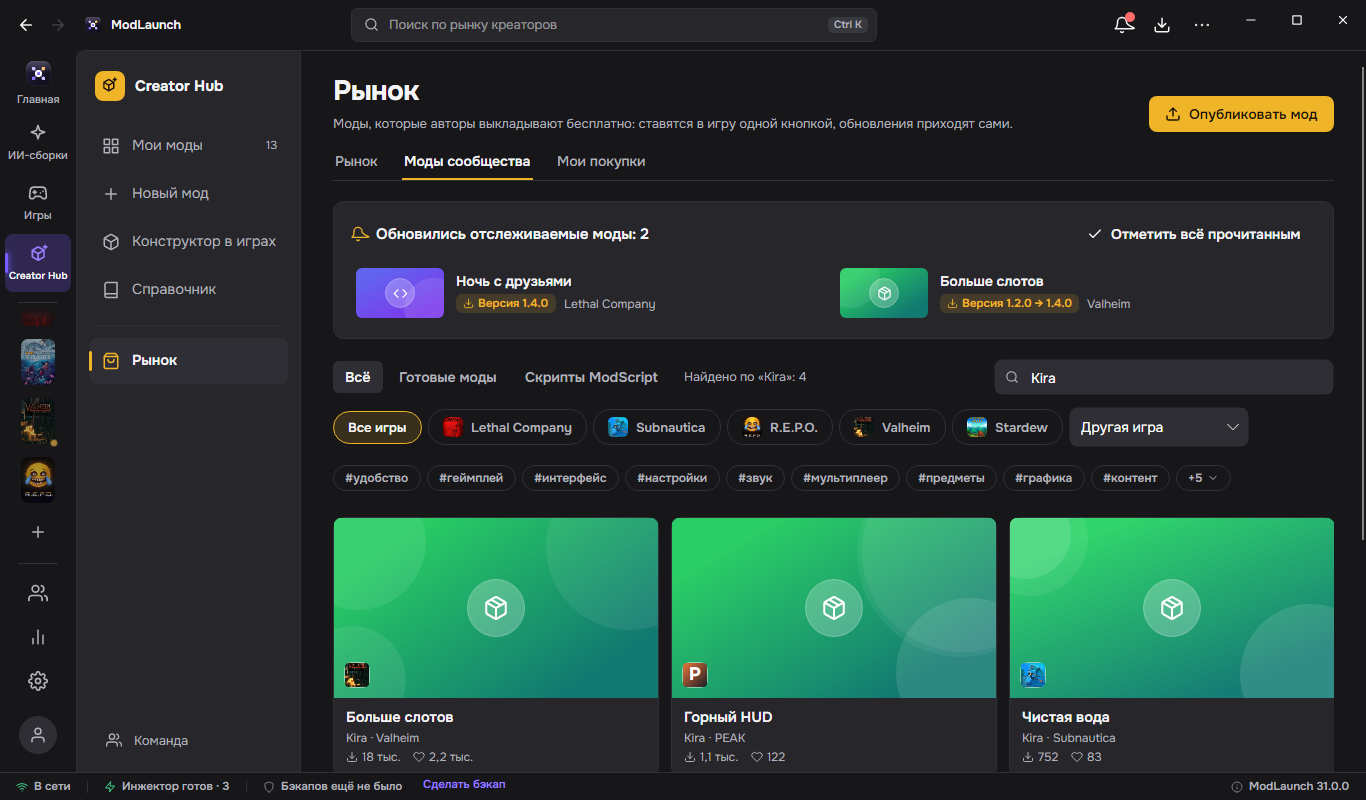 ModLaunch
Поиск по рынку креаторов
Ctrl K
Главная
ИИ-сборки
Игры
Creator Hub
Creator Hub
Мои моды 13
Новый мод
Конструктор в играх
Справочник
Рынок
Команда
Рынок
Моды, которые авторы выкладывают бесплатно: ставятся в игру одной кнопкой, обновления приходят сами.
Опубликовать мод
Рынок Моды сообщества Мои покупки
Обновились отслеживаемые моды: 2
Отметить всё прочитанным
Ночь с друзьями
Версия 1.4.0 Lethal Company
Больше слотов
Версия 1.2.0 → 1.4.0 Valheim
Всё Готовые моды Скрипты ModScript Найдено по «Kira»: 4
Kira
Все игры Lethal Company Subnautica R.E.P.O. Valheim Stardew Другая игра
#удобство #геймплей #интерфейс #настройки #звук #мультиплеер #предметы #графика #контент +5
Больше слотов
Kira · Valheim
18 тыс. 2,2 тыс.
P
Горный HUD
Kira · PEAK
1,1 тыс. 122
Чистая вода
Kira · Subnautica
752 83
В сети
Инжектор готов · 3
Бэкапов ещё не было
Сделать бэкап
ModLaunch 31.0.0